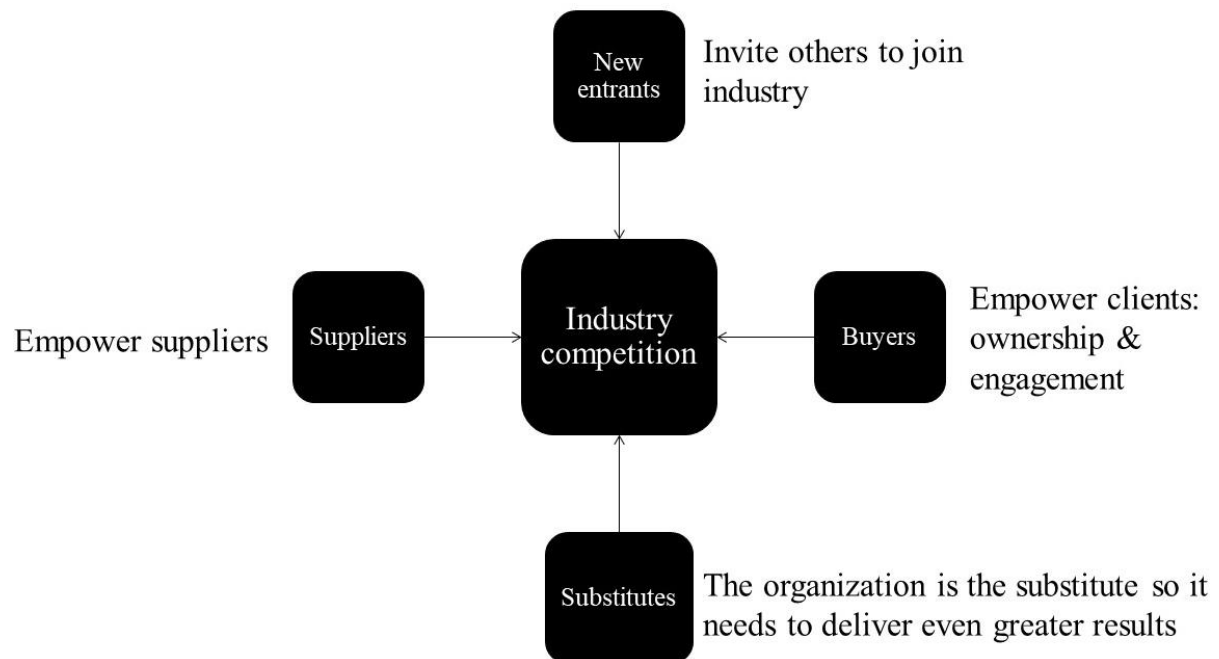 New
entrants
Invite others to join
industry
Empower suppliers
Suppliers
Industry
competition
Buyers
Empower clients:
ownership &
engagement
Substitutes
The organization is the substitute so it
needs to deliver even greater results